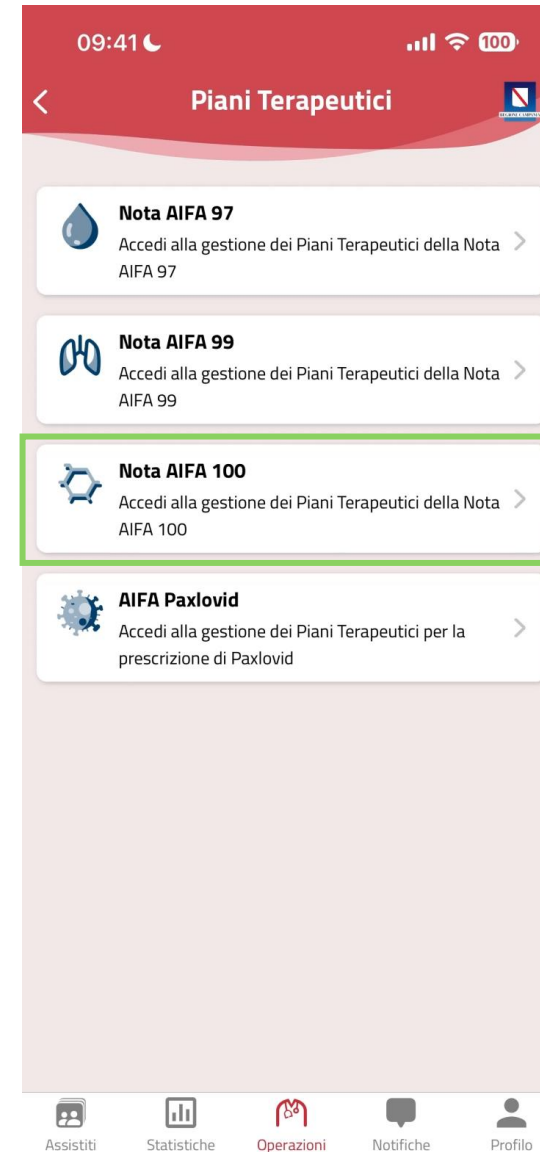 09:41
100
Piani Terapeutici
REGIONE CAMPANIA
Nota AIFA 97
Accedi alla gestione dei Piani Terapeutici della Nota
AIFA 97
Nota AIFA 99
Accedi alla gestione dei Piani Terapeutici della Nota
AIFA 99
Nota AIFA 100
Accedi alla gestione dei Piani Terapeutici della Nota
AIFA 100
AIFA Paxlovid
Accedi alla gestione dei Piani Terapeutici per la
prescrizione di Paxlovid
Assistiti
Statistiche
Operazioni
Notifiche
Profilo